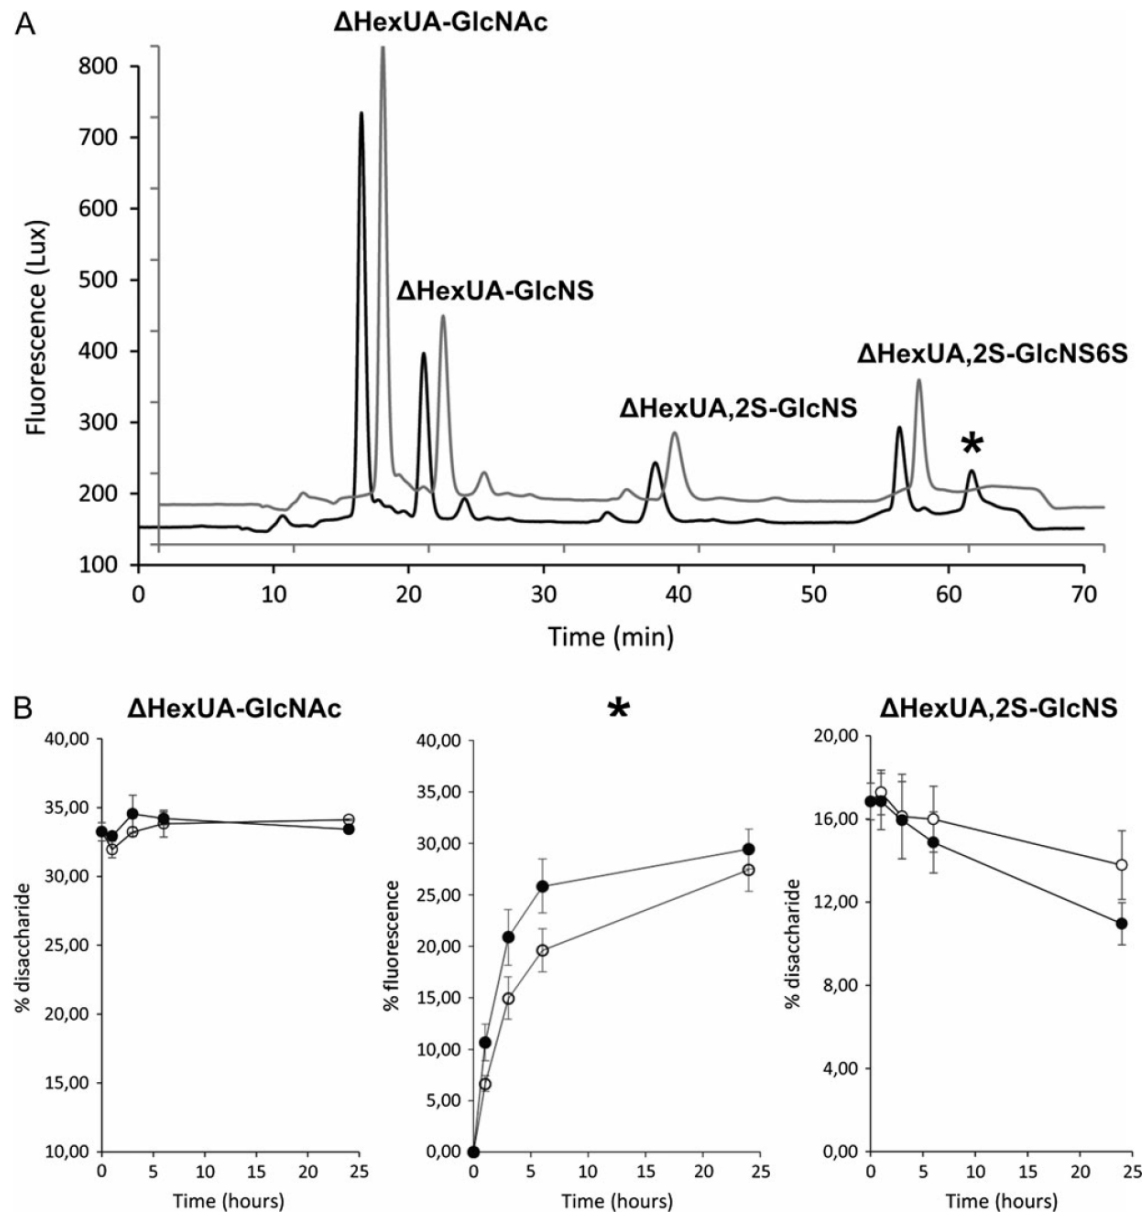 A
ΔHexUA-GlcNAc
ΔHexUA-GlcNS
ΔHexUA,2S-GlcNS
ΔHexUA,2S-GlcNS6S
*
Fluorescence (Lux)
800
700
600
500
400
300
200
100
0 10 20 30 40 50 60 70
Time (min)
B
ΔHexUA-GlcNAc
% disaccharide
40,00
35,00
30,00
25,00
20,00
15,00
10,00
0 5 10 15 20 25
Time (hours)
*
% fluorescence
40,00
35,00
30,00
25,00
20,00
15,00
10,00
5,00
0,00
0 5 10 15 20 25
Time (hours)
ΔHexUA,2S-GlcNS
% disaccharide
20,00
16,00
12,00
8,00
4,00
0,00
0 5 10 15 20 25
Time (hours)